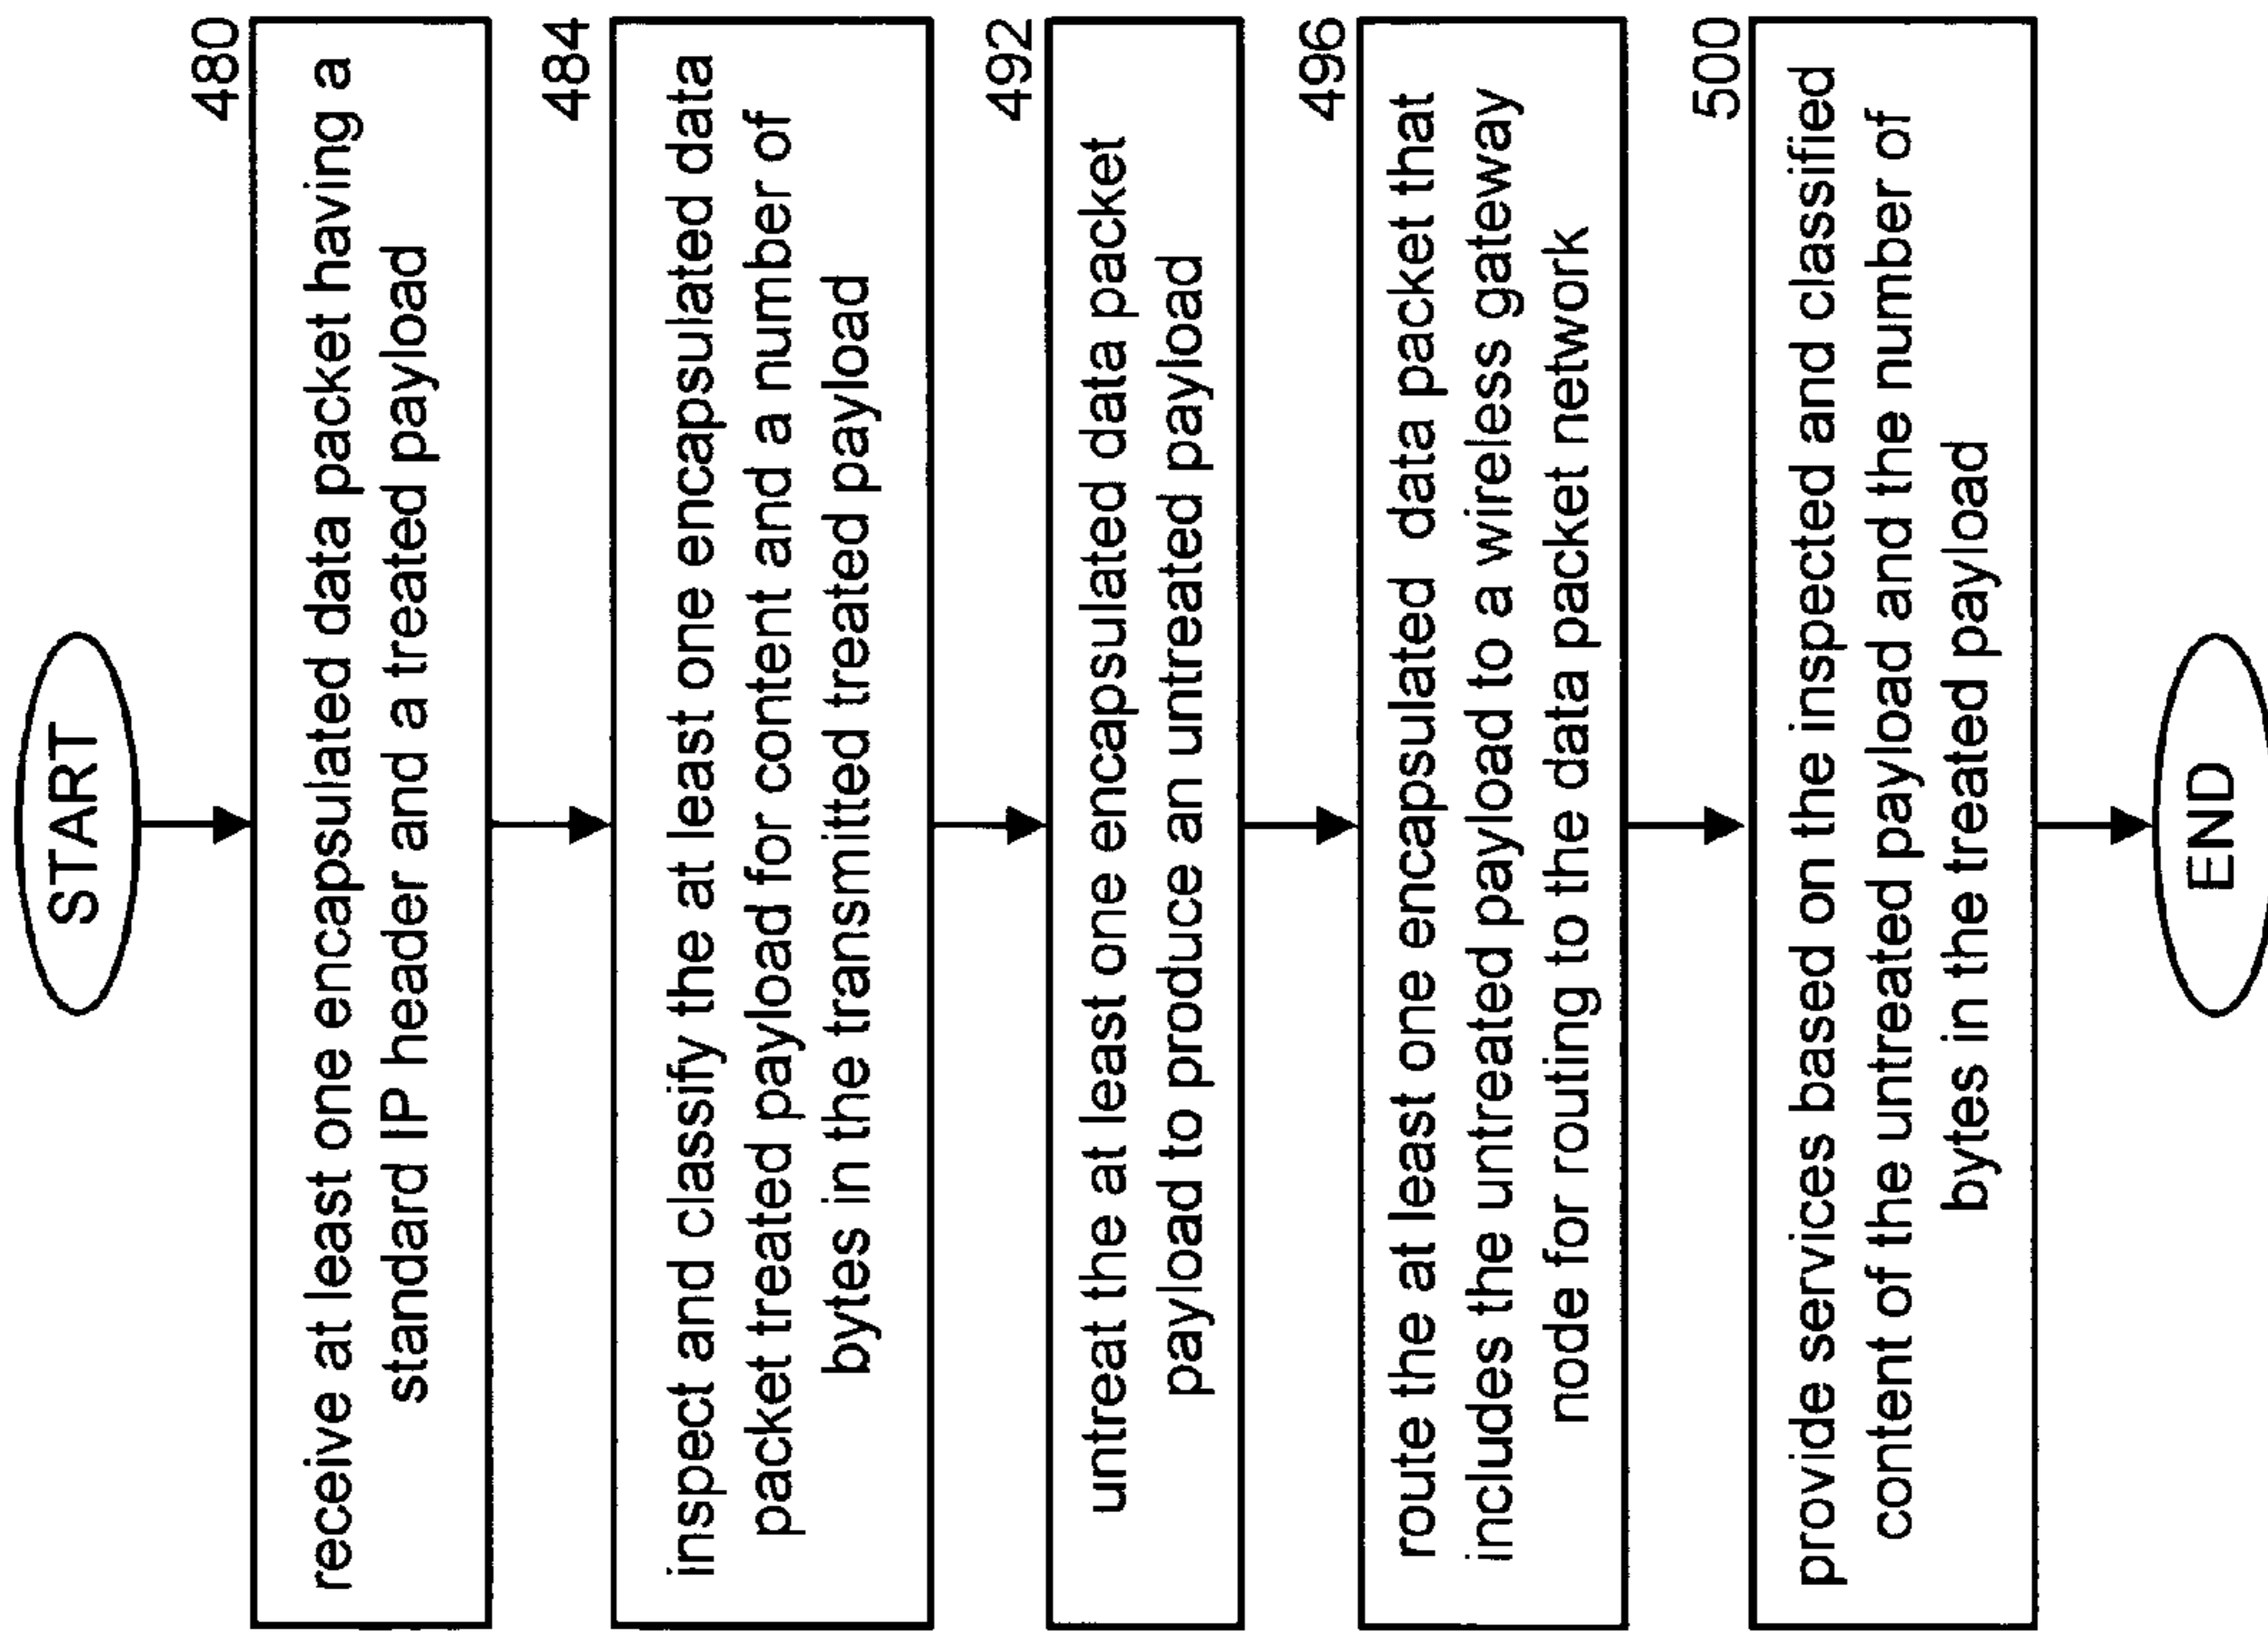 START
480
receive at least one encapsulated data packet having a
standard IP header and a treated payload
484
inspect and classify the at least one encapsulated data
packet treated payload for content and a number of
bytes in the transmitted treated payload
492
untreat the at least one encapsulated data packet
payload to produce an untreated payload
496
route the at least one encapsulated data packet that
includes the untreated payload to a wireless gateway
node for routing to the data packet network
500
provide services based on the inspected and classified
content of the untreated payload and the number of
bytes in the treated payload
END